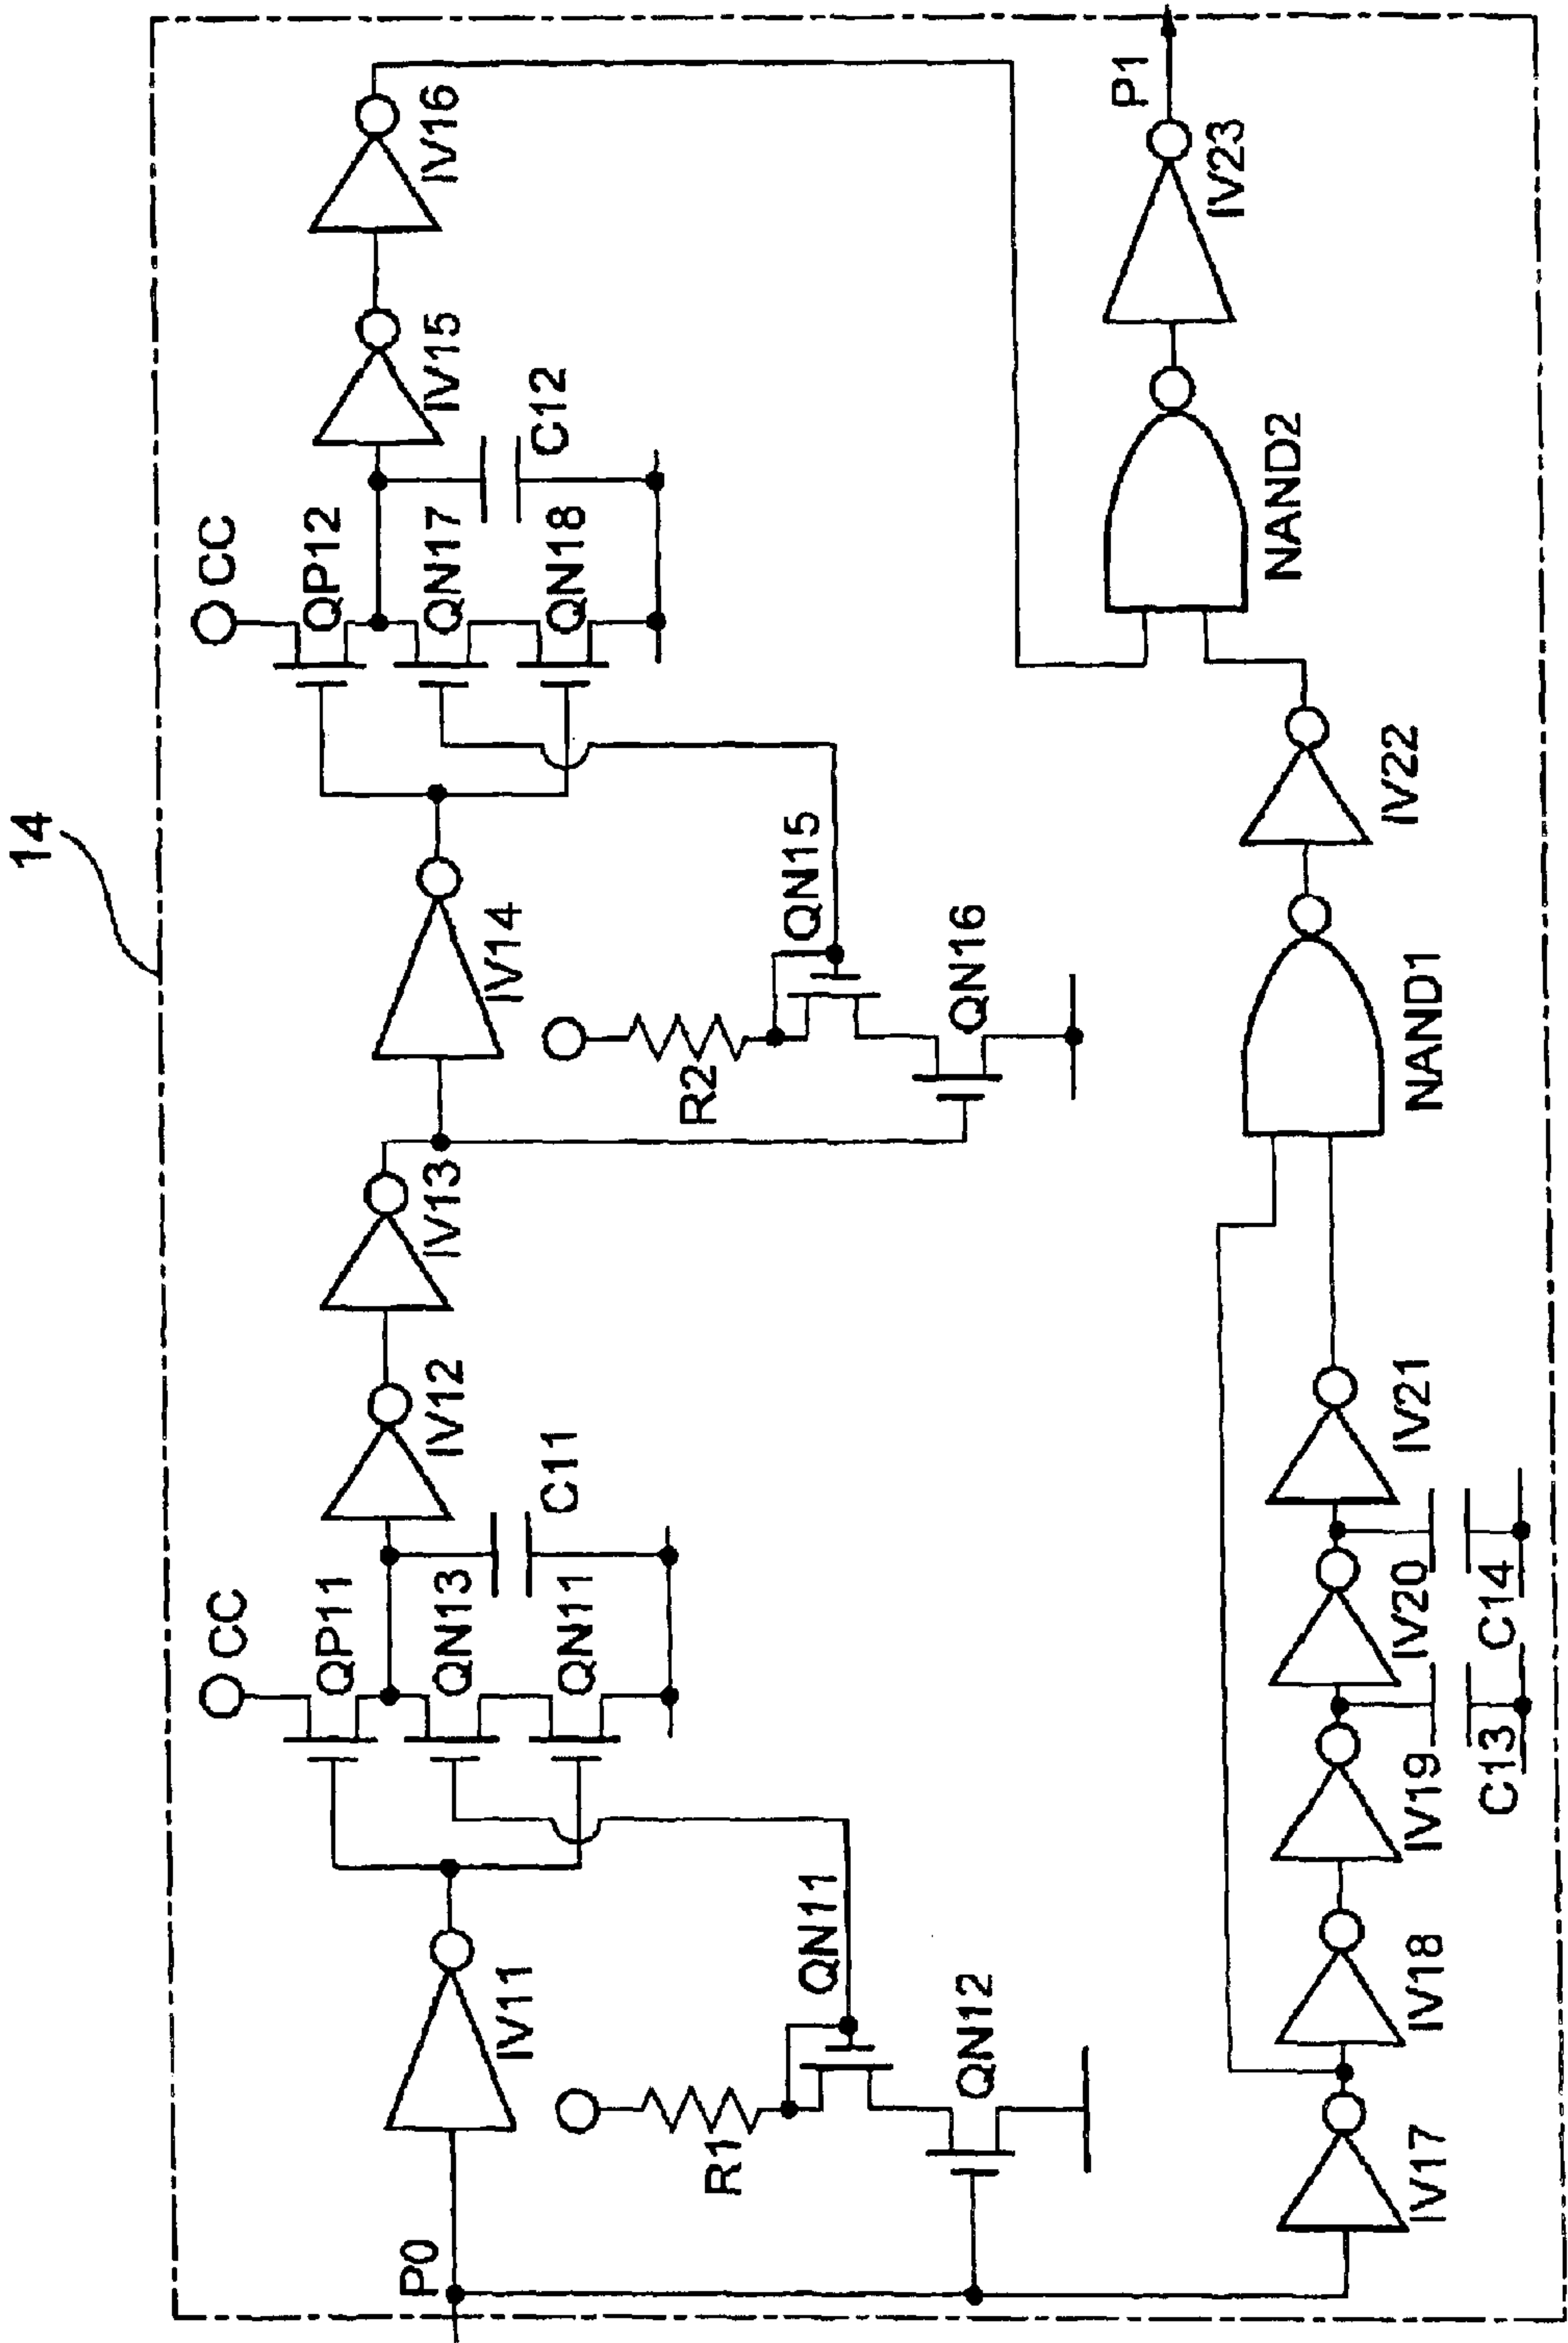 14
P0
IV11
R1
QN11
QN12
CC
QP11
QN13
QN11
C11
IV12
IV13
IV14
R2
QN15
QN16
CC
QP12
QN17
QN18
C12
IV15
IV16
IV17
IV18
IV19
C13
IV20
C14
IV21
NAND1
IV22
NAND2
IV23
P1